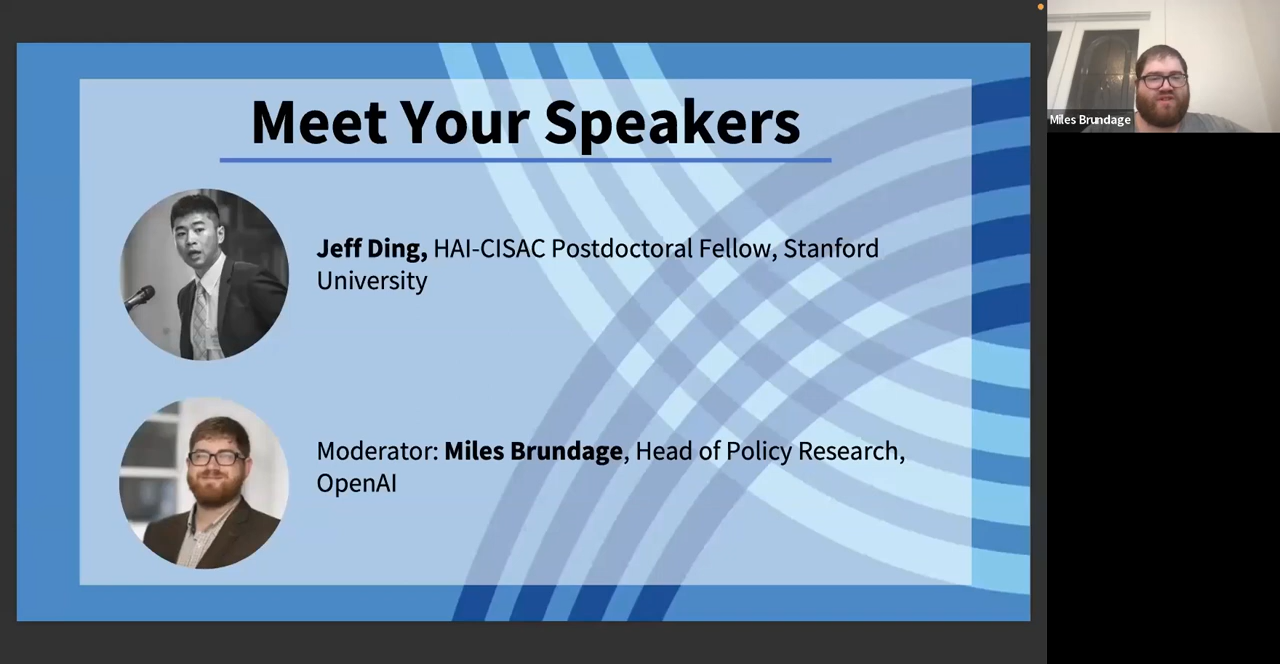 Meet Your Speakers
Jeff Ding, HAI-CISAC Postdoctoral Fellow, Stanford
University
Moderator: Miles Brundage, Head of Policy Research,
OpenAI
Miles Brundage